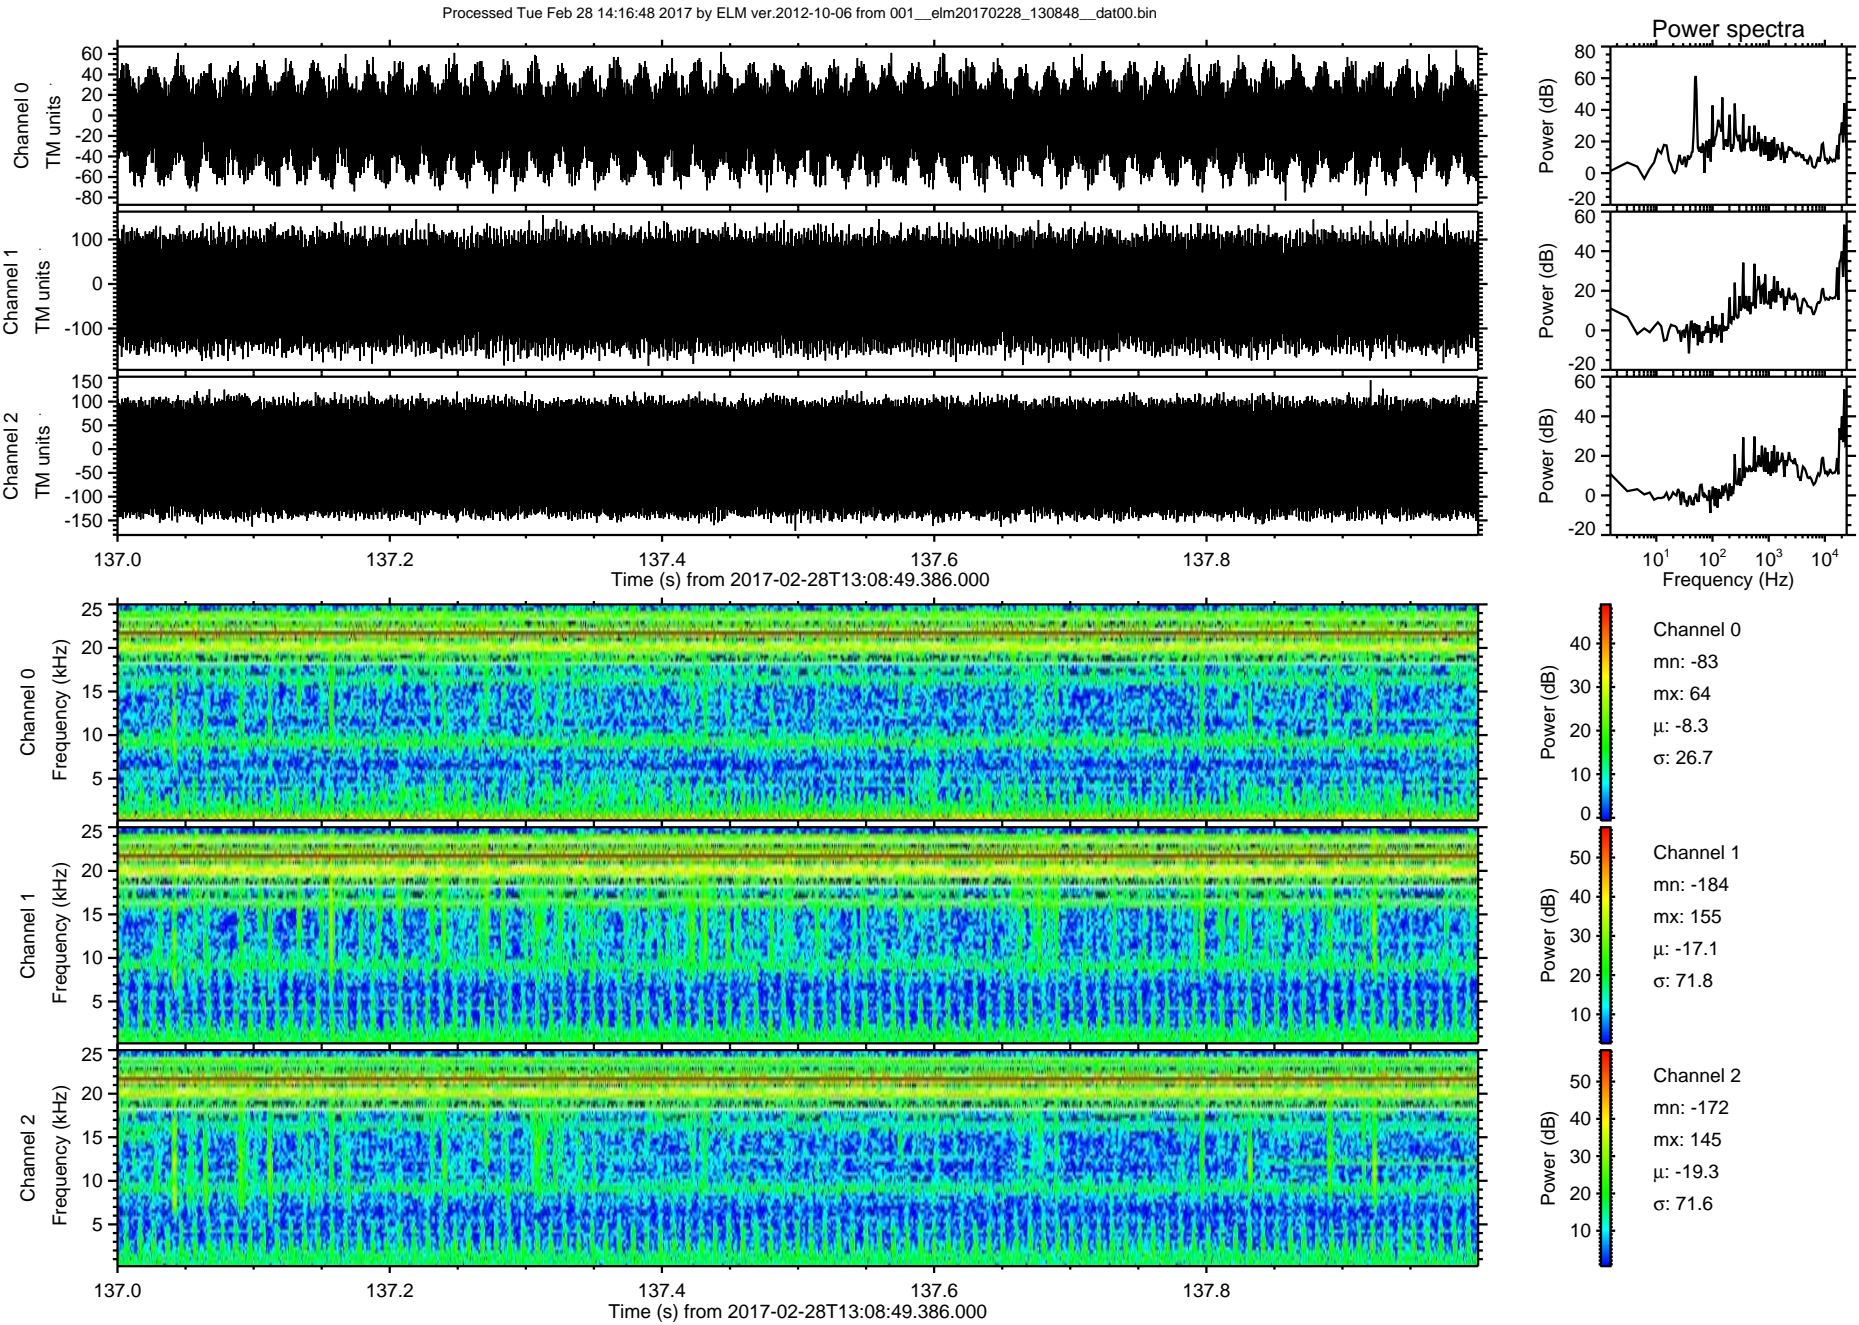 Processed Tue Feb 28 14:16:48 2017 by ELM ver.2012-10-06 from 001__elm20170228_130848__dat00.bin
Power spectra
Channel 0
TM units
60
40
20
0
-20
-40
-60
-80
Power (dB)
80
60
40
20
0
-20
Channel 1
TM units
100
0
-100
Power (dB)
60
40
20
0
-20
Channel 2
TM units
150
100
50
0
-50
-100
-150
Power (dB)
60
40
20
0
-20
137.0 137.2 137.4 137.6 137.8
Time (s) from 2017-02-28T13:08:49.386.000
10^1 10^2 10^3 10^4
Frequency (Hz)
Channel 0
Frequency (kHz)
25
20
15
10
5
Power (dB)
40
30
20
10
0
Channel 0
mn: -83
mx: 64
μ: -8.3
σ: 26.7
Channel 1
Frequency (kHz)
25
20
15
10
5
Power (dB)
50
40
30
20
10
Channel 1
mn: -184
mx: 155
μ: -17.1
σ: 71.8
Channel 2
Frequency (kHz)
25
20
15
10
5
Power (dB)
50
40
30
20
10
Channel 2
mn: -172
mx: 145
μ: -19.3
σ: 71.6
137.0 137.2 137.4 137.6 137.8
Time (s) from 2017-02-28T13:08:49.386.000